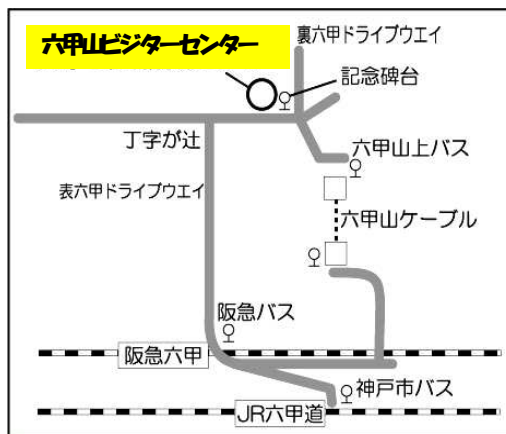 六甲山ビジターセンター
裏六甲ドライブウエイ
記念碑台
丁字が辻
六甲山上バス
表六甲ドライブウエイ
六甲山ケーブル
阪急バス
阪急六甲
神戸市バス
JR六甲道